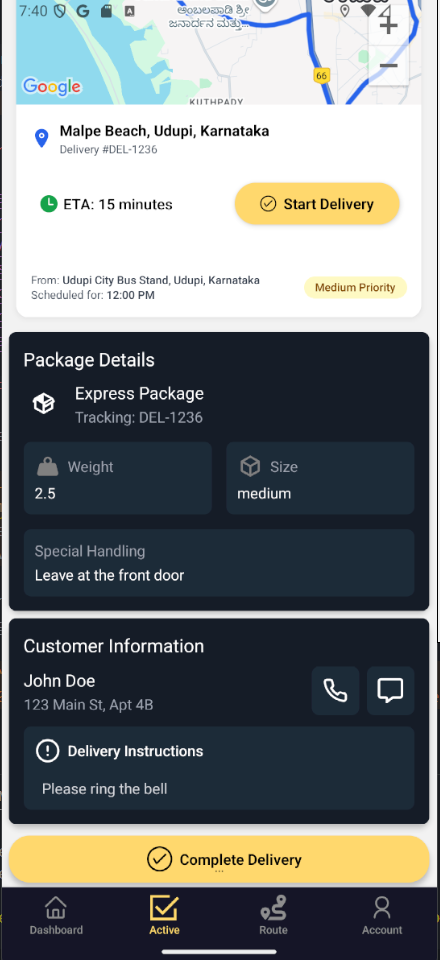 7:40
G
A
ಅಂಬಲಪಾಡಿ ಶ್ರೀ
ಜನಾರ್ದನ ಮತ್ತು...
+
66
−
Google
KUTHPADY
Malpe Beach, Udupi, Karnataka
Delivery #DEL-1236
ETA: 15 minutes
Start Delivery
From: Udupi City Bus Stand, Udupi, Karnataka
Scheduled for: 12:00 PM
Medium Priority
Package Details
Express Package
Tracking: DEL-1236
Weight
Size
2.5
medium
Special Handling
Leave at the front door
Customer Information
John Doe
123 Main St, Apt 4B
Delivery Instructions
Please ring the bell
Complete Delivery
...
Dashboard
Active
Route
Account